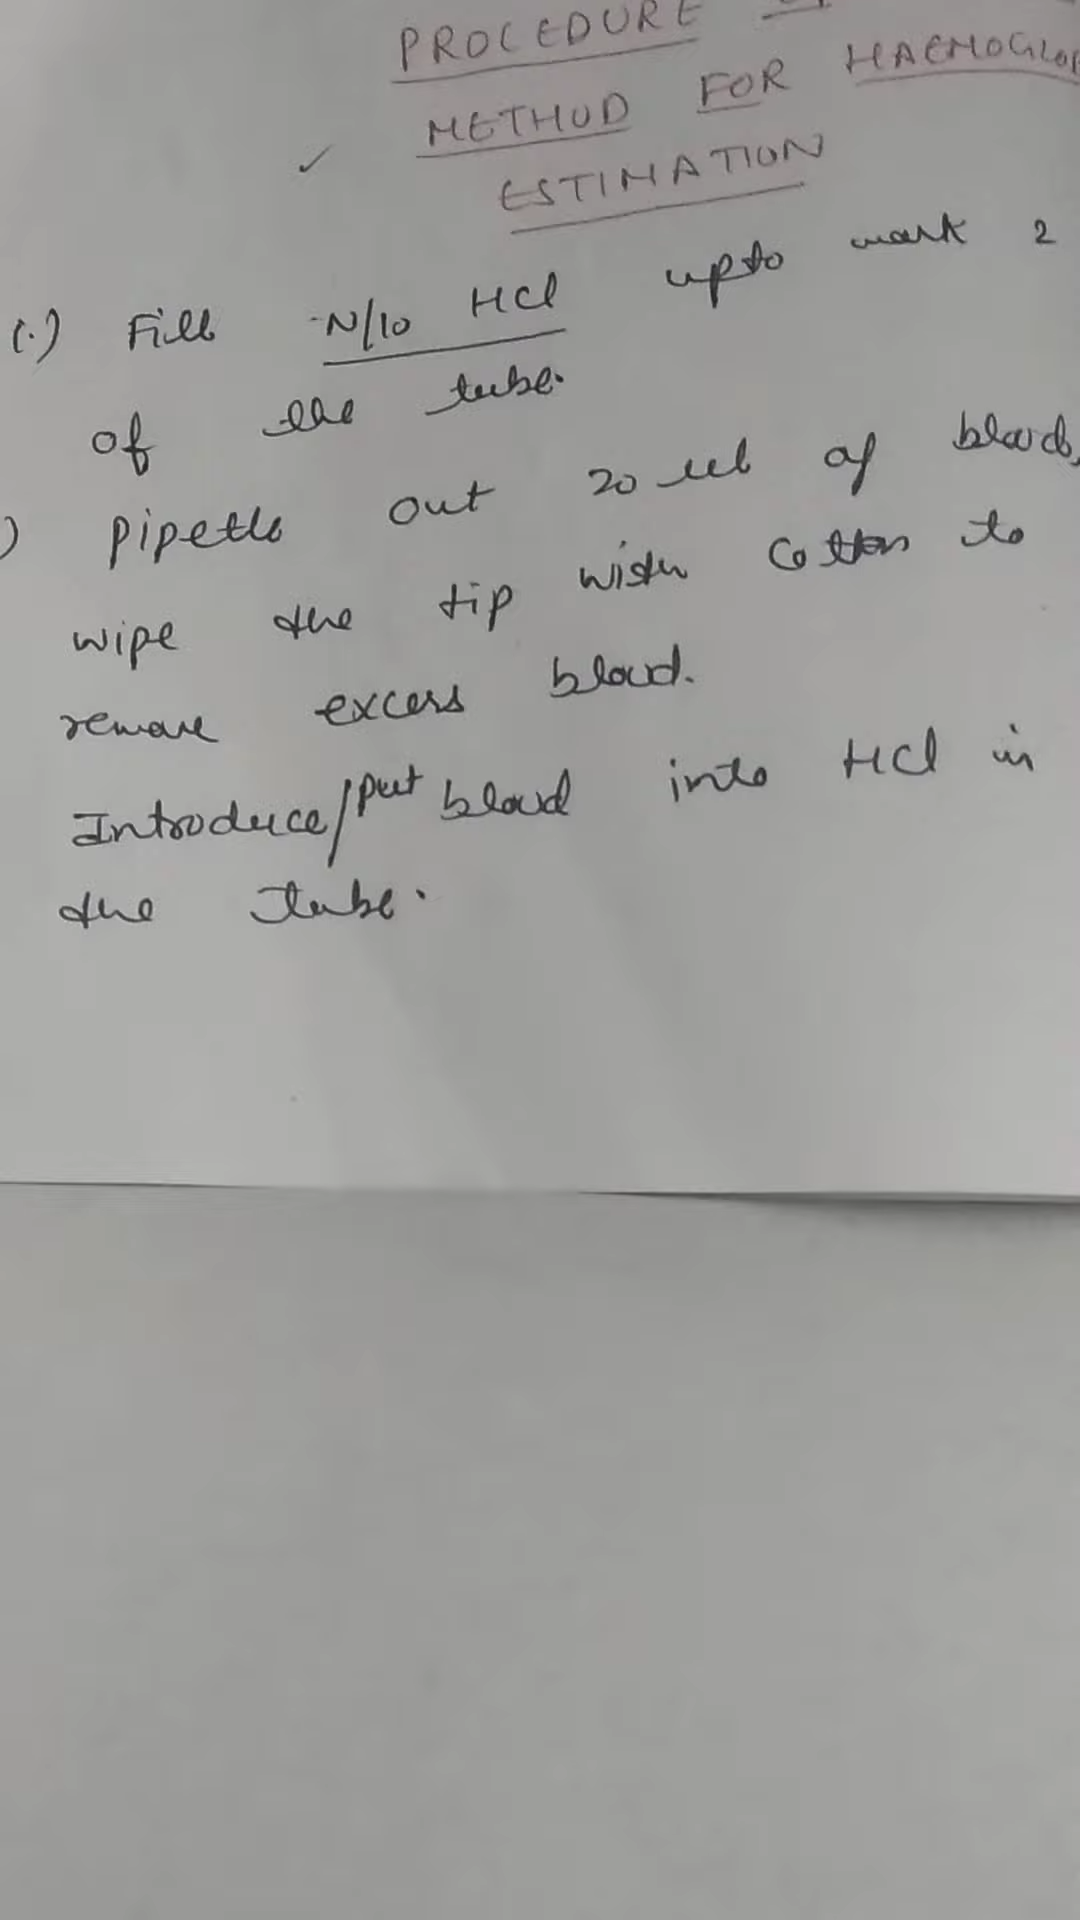 PROCEDURE
METHOD FOR HAEMOGLOB
ESTIMATION
(.) Fill N/10 HCl upto mark 2
of the tube.
) pipette out 20 ul of blood,
wipe the tip with cotton to
remove excess blood.
Introduce/put blood into HCl in
the tube.